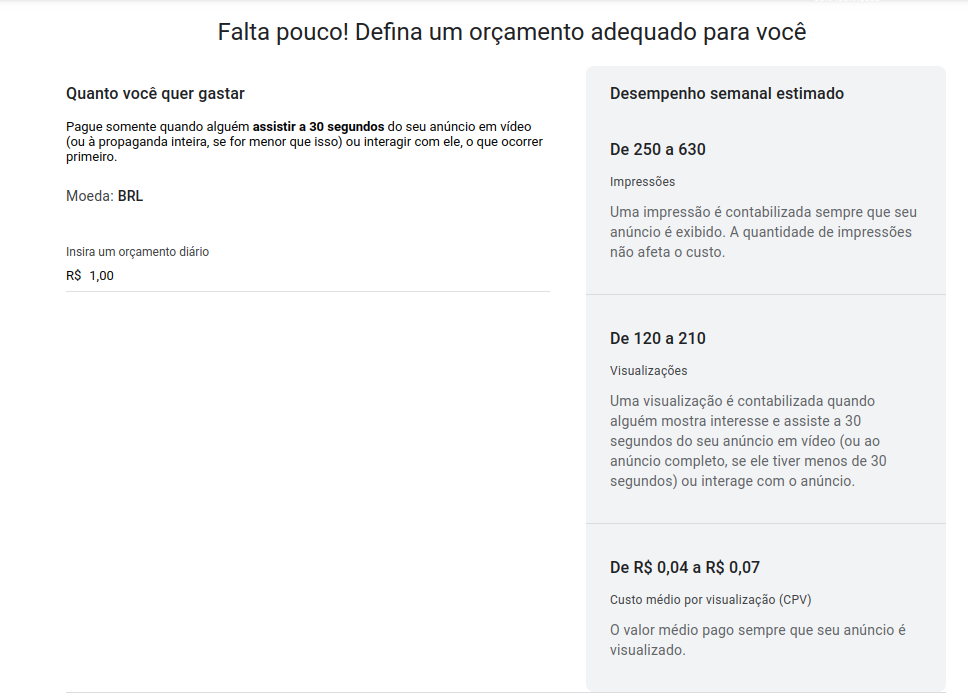 Falta pouco! Defina um orçamento adequado para você
Quanto você quer gastar
Pague somente quando alguém assistir a 30 segundos do seu anúncio em vídeo
(ou à propaganda inteira, se for menor que isso) ou interagir com ele, o que ocorrer
primeiro.
Moeda: BRL
Insira um orçamento diário
R$ 1,00
Desempenho semanal estimado
De 250 a 630
Impressões
Uma impressão é contabilizada sempre que seu
anúncio é exibido. A quantidade de impressões
não afeta o custo.
De 120 a 210
Visualizações
Uma visualização é contabilizada quando
alguém mostra interesse e assiste a 30
segundos do seu anúncio em vídeo (ou ao
anúncio completo, se ele tiver menos de 30
segundos) ou interage com o anúncio.
De R$ 0,04 a R$ 0,07
Custo médio por visualização (CPV)
O valor médio pago sempre que seu anúncio é
visualizado.